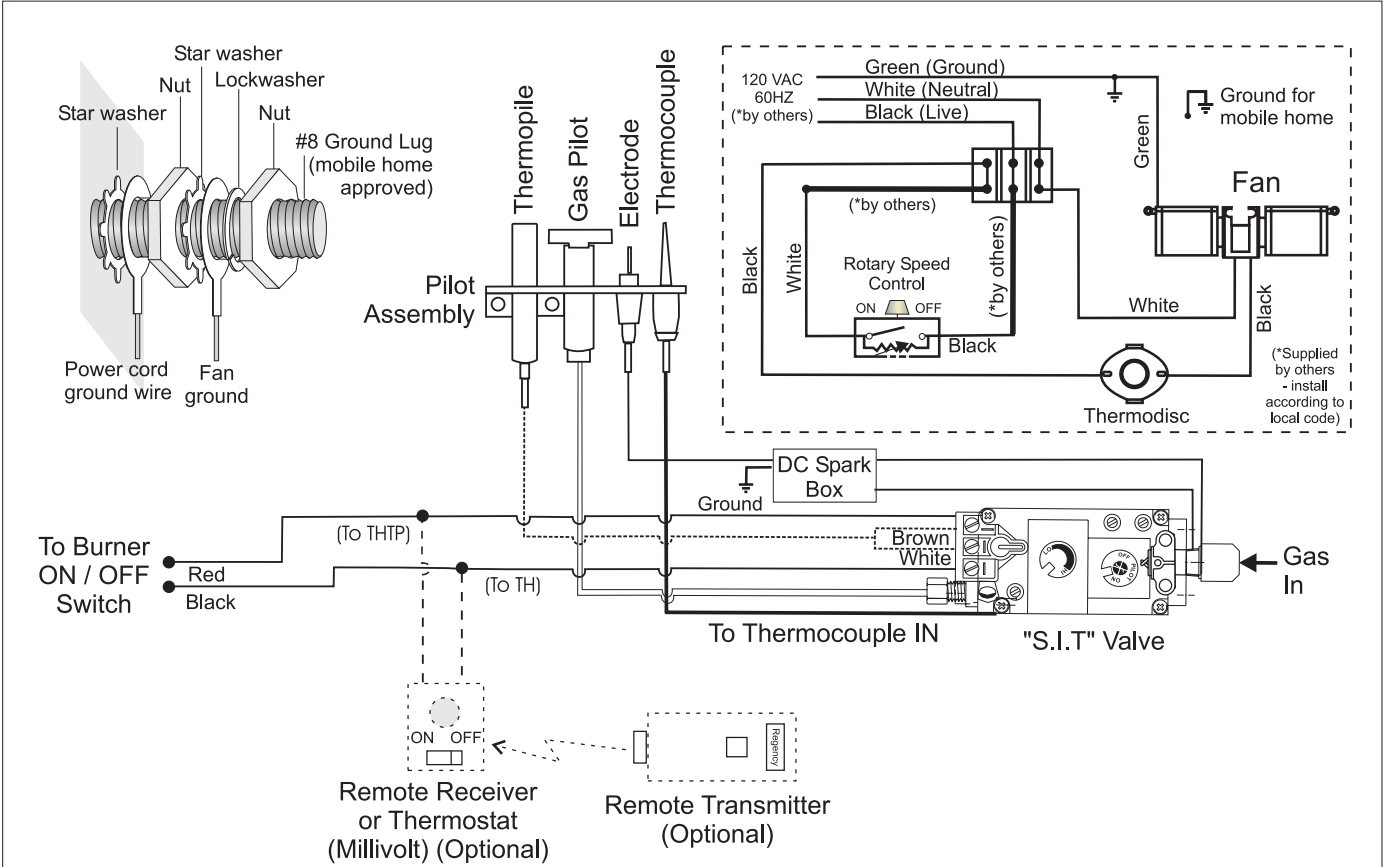 Star washer
Nut
Star washer
Lockwasher
Nut
#8 Ground Lug
(mobile home
approved)
Power cord
ground wire
Fan
ground
Thermopile
Gas Pilot
Electrode
Thermocouple
Pilot
Assembly
120 VAC
60HZ
(*by others)
Green (Ground)
White (Neutral)
Black (Live)
Green
Ground for
mobile home
Fan
(*by others)
(*by others)
Black
White
Rotary Speed
Control
ON
OFF
Black
White
Black
Thermodisc
(*Supplied
by others
- install
according to
local code)
DC Spark
Box
Ground
To Burner
ON / OFF
Switch
Red
Black
(To THTP)
(To TH)
Brown
White
LO
HI
OFF
PILOT
ON
Gas
In
To Thermocouple IN
"S.I.T" Valve
ON
OFF
Remote Receiver
or Thermostat
(Millivolt) (Optional)
Regency
Remote Transmitter
(Optional)